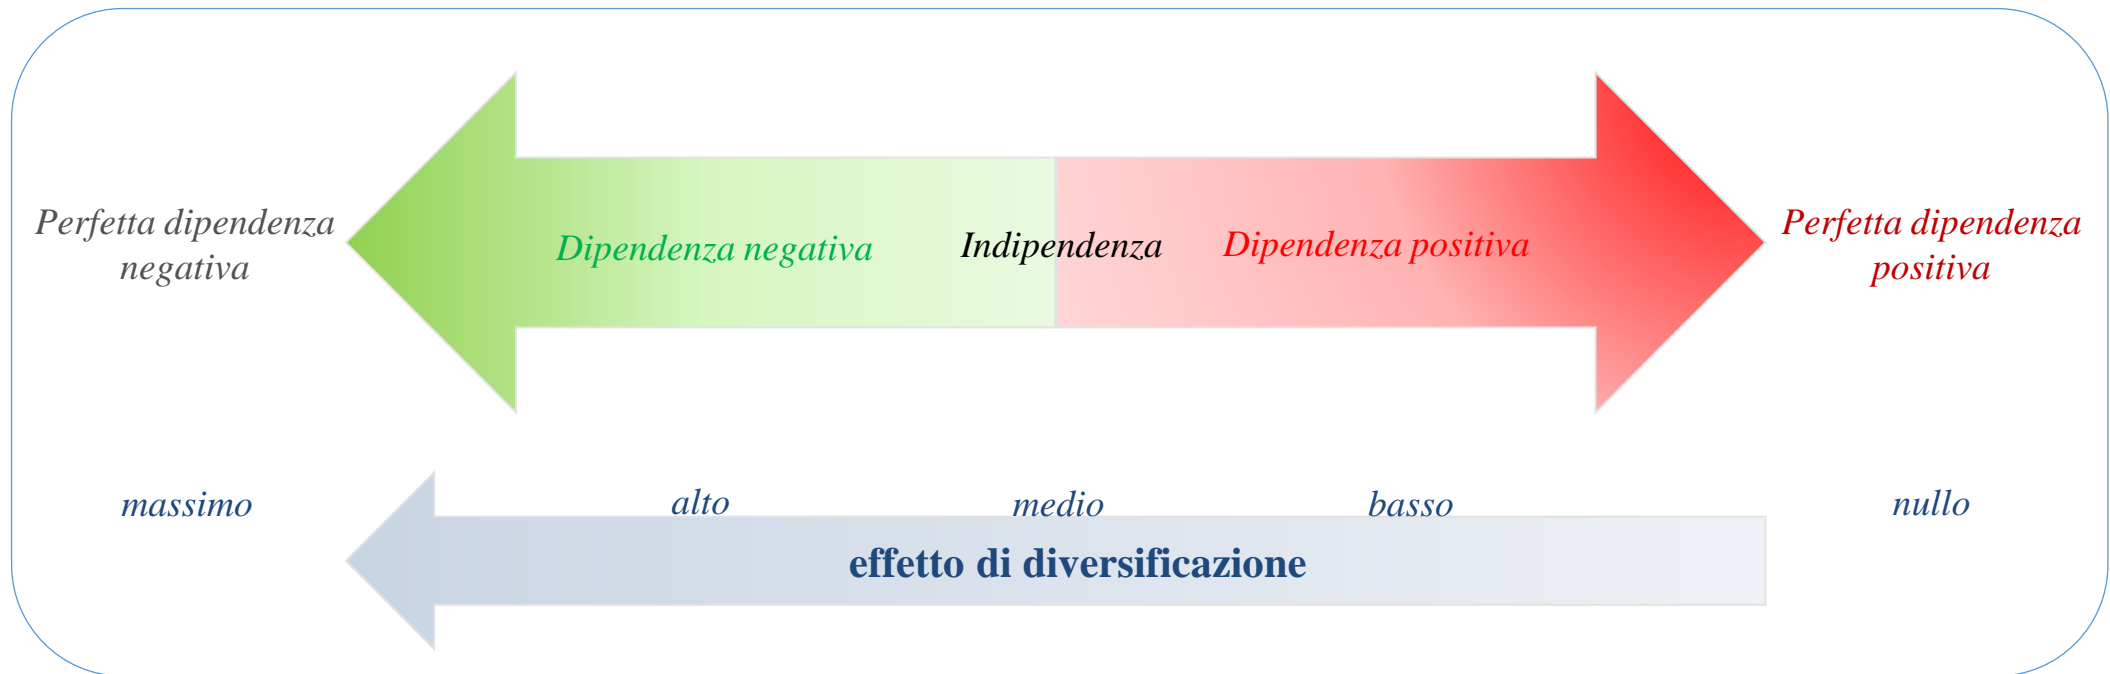 Perfetta dipendenza
negativa
Dipendenza negativa
Indipendenza
Dipendenza positiva
Perfetta dipendenza
positiva
massimo
alto
medio
basso
nullo
effetto di diversificazione